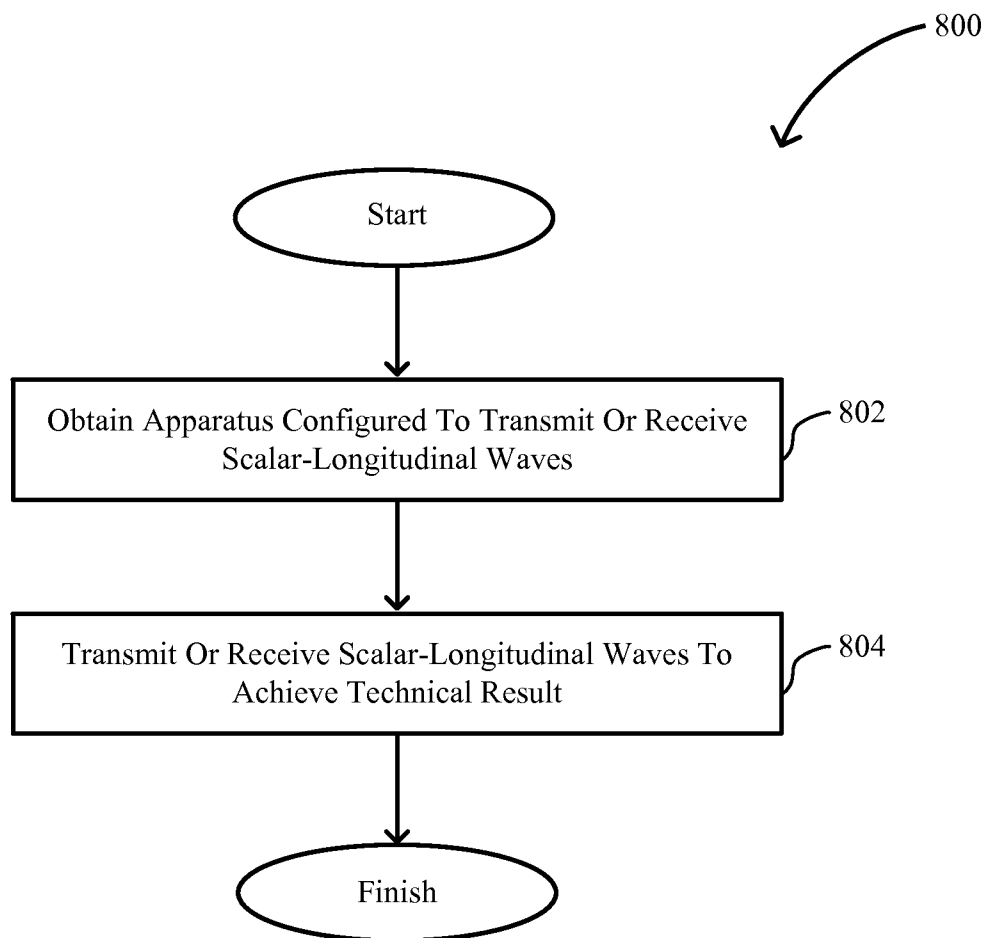 800
Start
Obtain Apparatus Configured To Transmit Or Receive
Scalar-Longitudinal Waves
802
Transmit Or Receive Scalar-Longitudinal Waves To
Achieve Technical Result
804
Finish